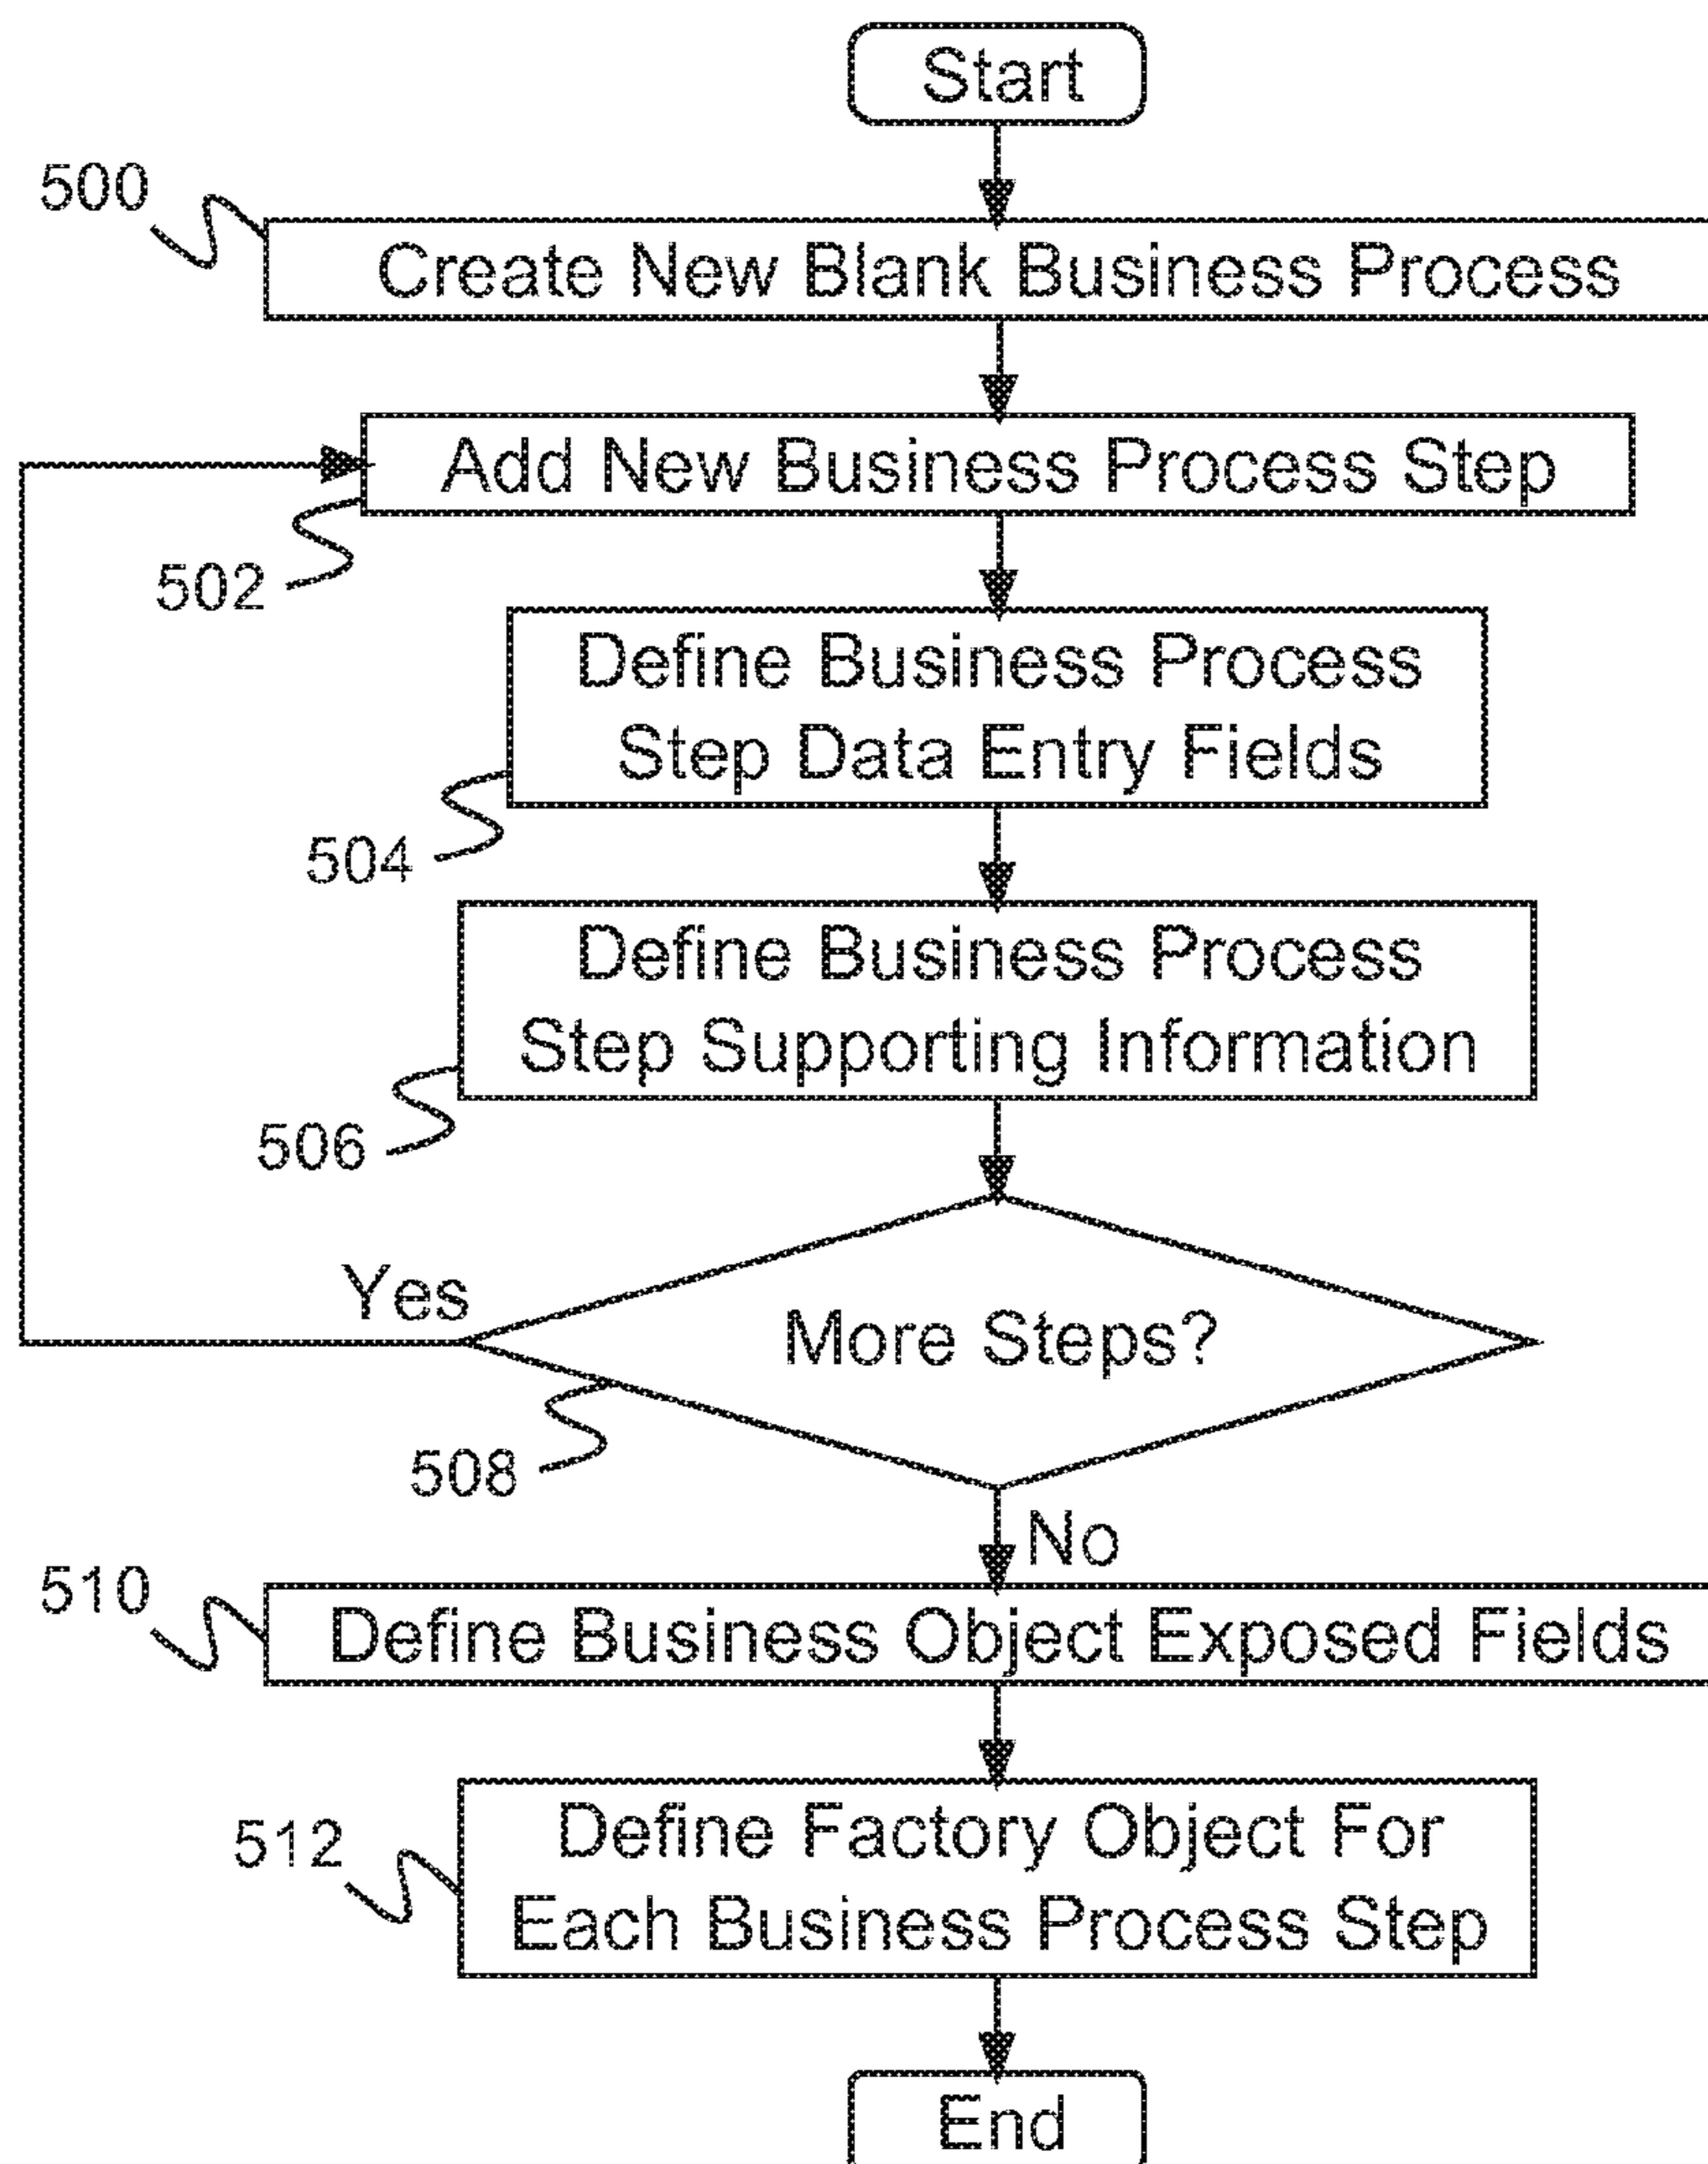 Start
500
Create New Blank Business Process
Add New Business Process Step
502
Define Business Process
Step Data Entry Fields
504
Define Business Process
Step Supporting Information
506
Yes
More Steps?
508
No
510
Define Business Object Exposed Fields
512
Define Factory Object For
Each Business Process Step
End